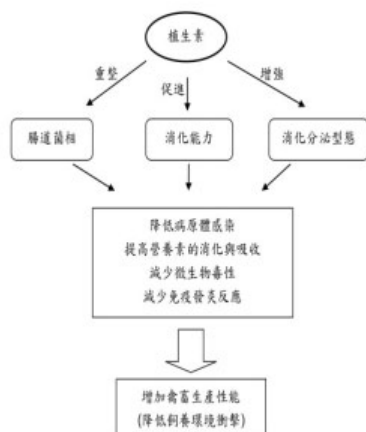 植生素
重整
促進
增強
腸道菌相
消化能力
消化分泌型態
降低病原體感染
提高營養素的消化與吸收
減少微生物毒性
減少免疫發炎反應
增加禽畜生產性能
(降低飼養環境衝擊)